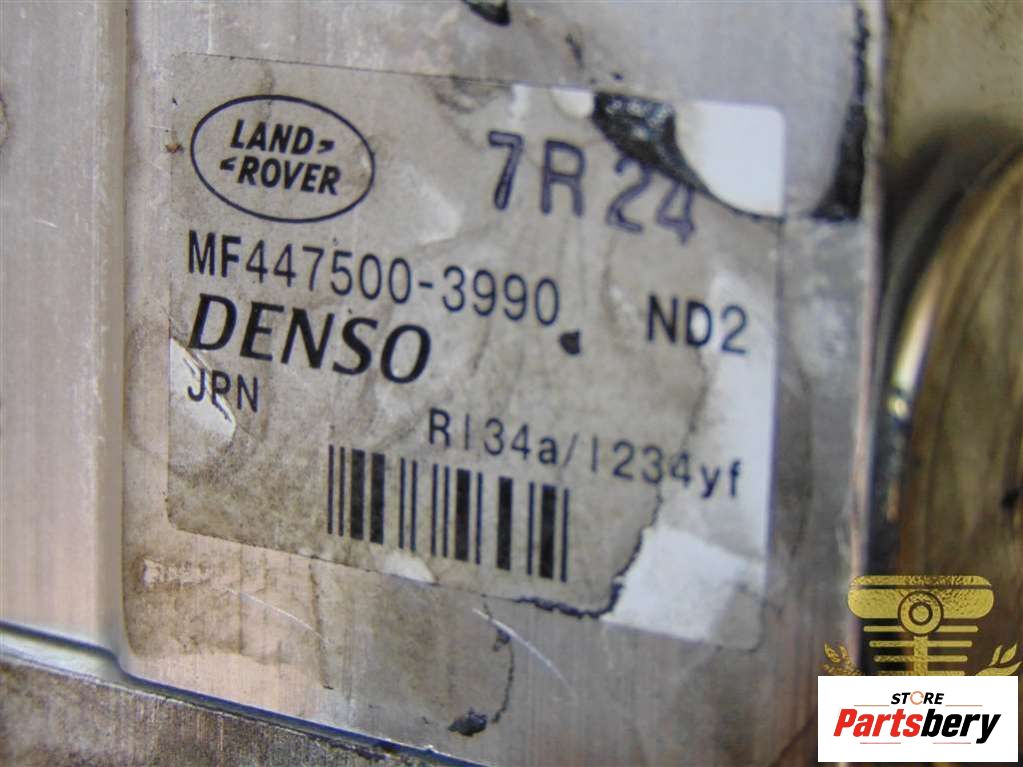 LAND
ROVER
7R24
MF447500-3990 ND2
DENSO
JPN
R134a/1234yf
STORE
Partsbery